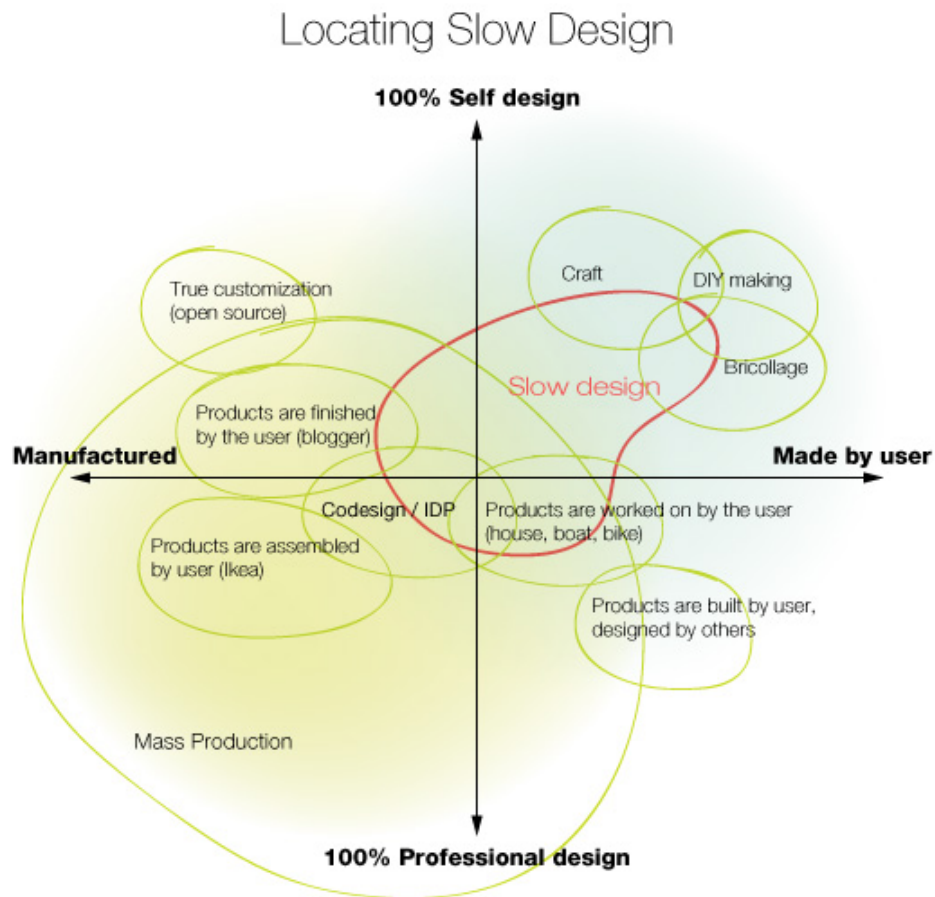 Locating Slow Design
100% Self design
Craft
DIY making
True customization
(open source)
Bricollage
Slow design
Products are finished
by the user (blogger)
Manufactured
Made by user
Codesign / IDP
Products are worked on by the user
(house, boat, bike)
Products are assembled
by user (Ikea)
Products are built by user,
designed by others
Mass Production
100% Professional design